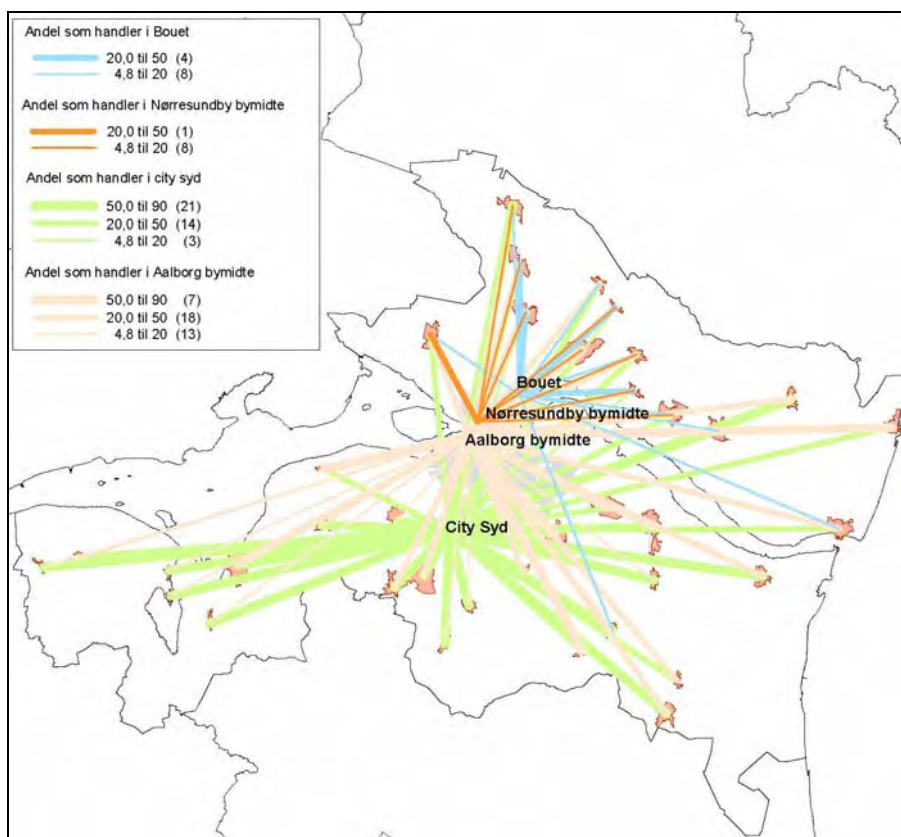 Andel som handler i Bouet
20,0 til 50 (4)
4,8 til 20 (8)
Andel som handler i Nørresundby bymidte
20,0 til 50 (1)
4,8 til 20 (8)
Andel som handler i city syd
50,0 til 90 (21)
20,0 til 50 (14)
4,8 til 20 (3)
Andel som handler i Aalborg bymidte
50,0 til 90 (7)
20,0 til 50 (18)
4,8 til 20 (13)
Bouet
Nørresundby bymidte
Aalborg bymidte
City Syd